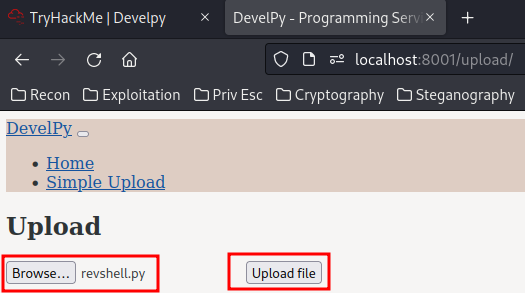 TryHackMe | Develpy
DevelPy - Programming Servi
localhost:8001/upload/
Recon Exploitation Priv Esc Cryptography Steganography
DevelPy
Home
Simple Upload
Upload
Browse... revshell.py Upload file